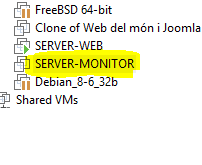 FreeBSD 64-bit
Clone of Web del món i Joomla
SERVER-WEB
SERVER-MONITOR
Debian_8-6_32b
Shared VMs